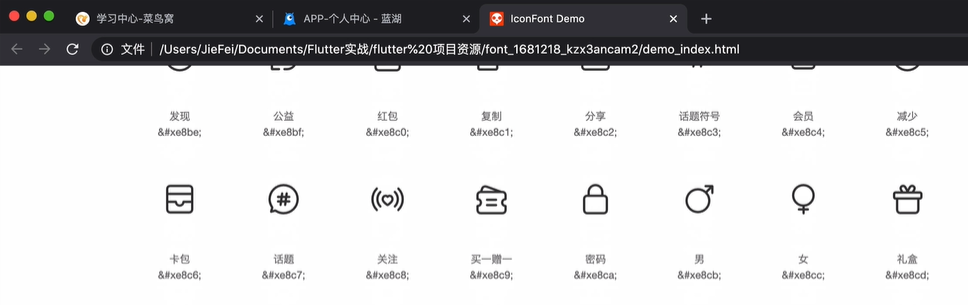 学习中心-菜鸟窝
APP-个人中心 - 蓝湖
IconFont Demo
文件 /Users/JieFei/Documents/Flutter实战/flutter%20项目资源/font_1681218_kzx3ancam2/demo_index.html
发现 公益 红包 复制 分享 话题符号 会员 减少
&#xe8be; &#xe8bf; &#xe8c0; &#xe8c1; &#xe8c2; &#xe8c3; &#xe8c4; &#xe8c5;
卡包 话题 关注 买一赠一 密码 男 女 礼盒
&#xe8c6; &#xe8c7; &#xe8c8; &#xe8c9; &#xe8ca; &#xe8cb; &#xe8cc; &#xe8cd;